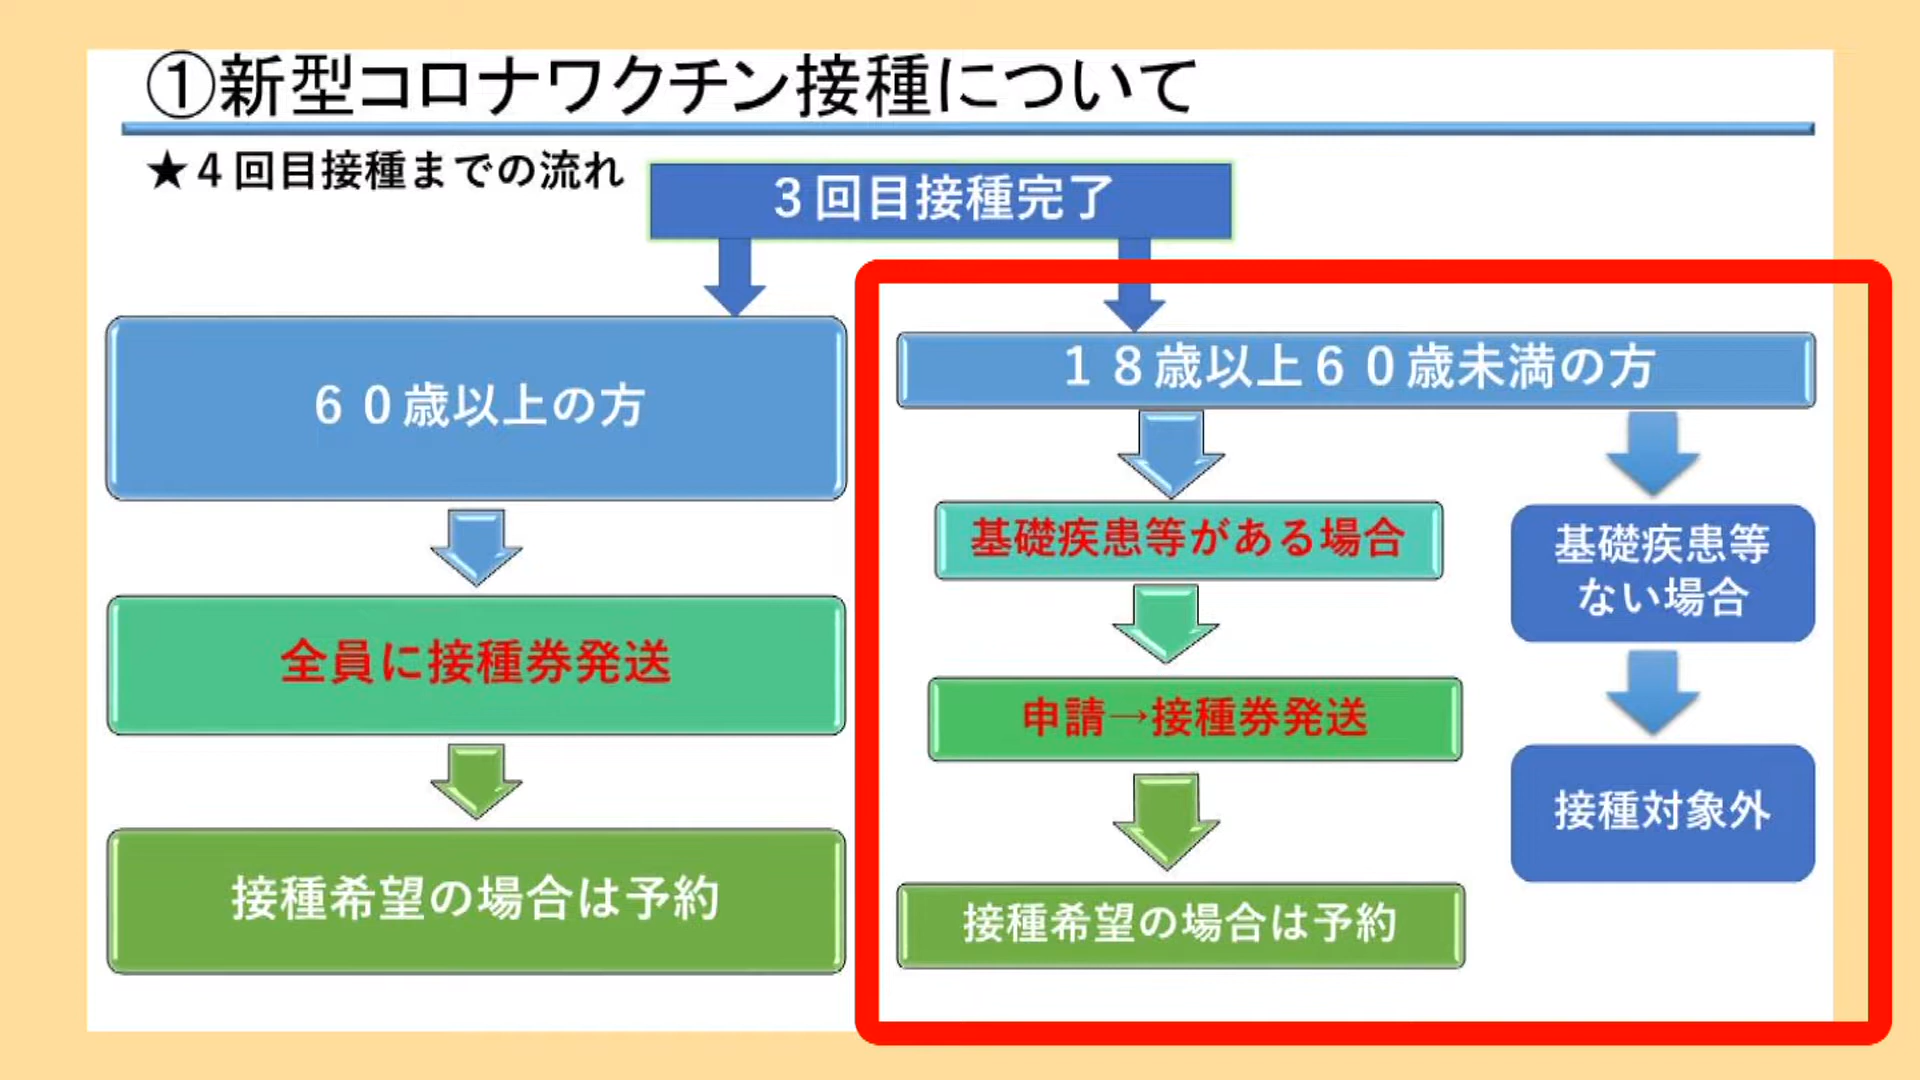 ①新型コロナワクチン接種について
★４回目接種までの流れ
３回目接種完了
６０歳以上の方
全員に接種券発送
接種希望の場合は予約
１８歳以上６０歳未満の方
基礎疾患等がある場合
申請→接種券発送
接種希望の場合は予約
基礎疾患等
ない場合
接種対象外